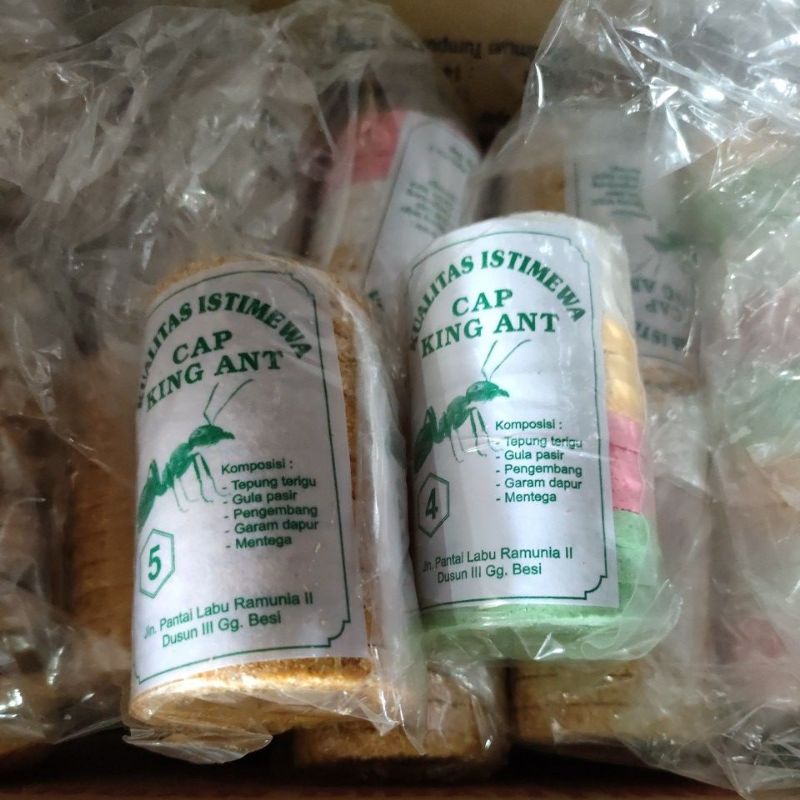 KUALITAS ISTIMEWA
CAP
KING ANT
Komposisi :
- Tepung terigu
- Gula pasir
- Pengembang
- Garam dapur
- Mentega
5
Jln. Pantai Labu Ramunia II
Dusun III Gg. Besi
KUALITAS ISTIMEWA
CAP
KING ANT
Komposisi :
- Tepung terigu
- Gula pasir
- Pengembang
- Garam dapur
- Mentega
4
Jln. Pantai Labu Ramunia II
Dusun III Gg. Besi
CAP